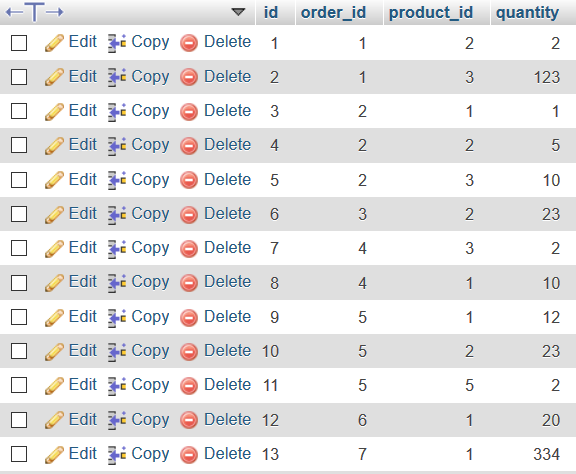 id order_id product_id quantity
Edit Copy Delete 1 1 2 2
Edit Copy Delete 2 1 3 123
Edit Copy Delete 3 2 1 1
Edit Copy Delete 4 2 2 5
Edit Copy Delete 5 2 3 10
Edit Copy Delete 6 3 2 23
Edit Copy Delete 7 4 3 2
Edit Copy Delete 8 4 1 10
Edit Copy Delete 9 5 1 12
Edit Copy Delete 10 5 2 23
Edit Copy Delete 11 5 5 2
Edit Copy Delete 12 6 1 20
Edit Copy Delete 13 7 1 334